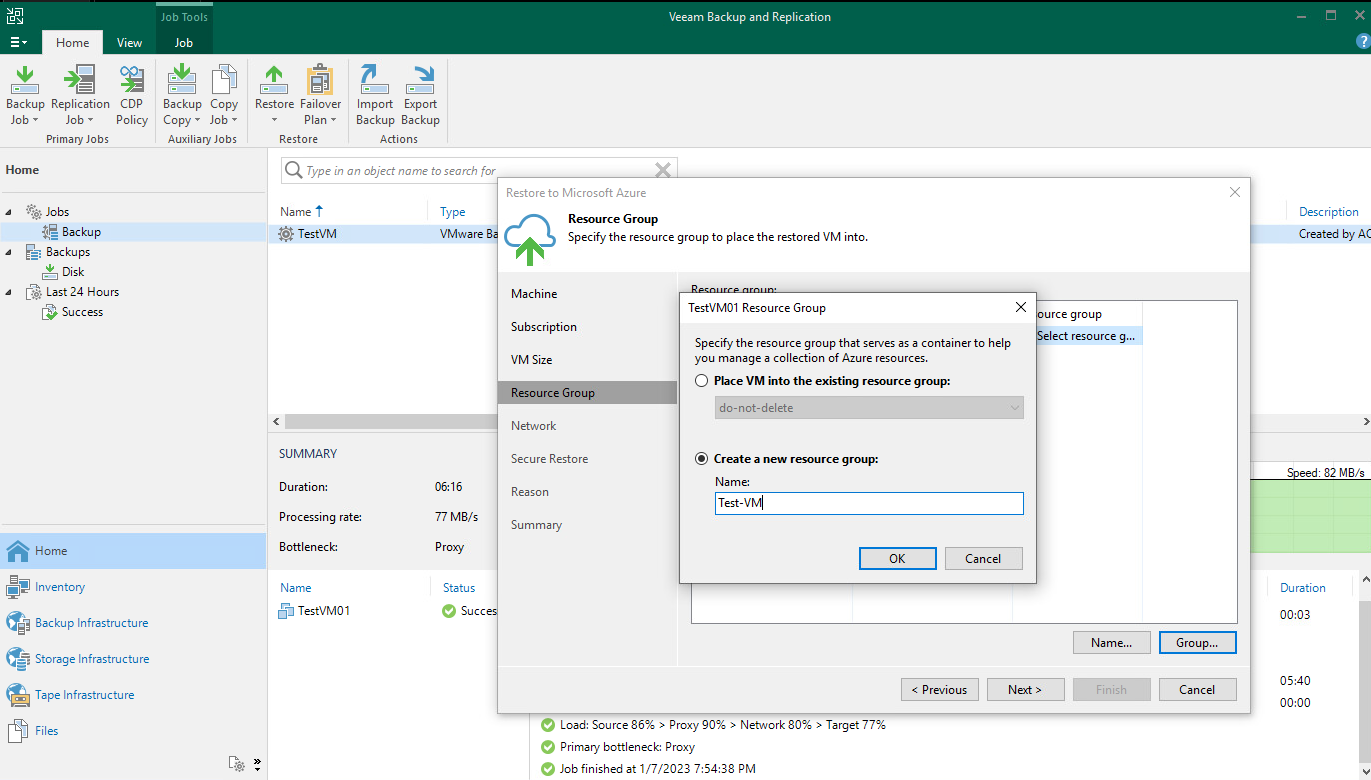 Job Tools
Veeam Backup and Replication
Home View Job
Backup Job
Replication Job
CDP Policy
Backup Copy
Copy Job
Restore
Failover Plan
Import Backup
Export Backup
Primary Jobs
Auxiliary Jobs
Restore
Actions
Home
Jobs
Backup
Backups
Disk
Last 24 Hours
Success
Home
Inventory
Backup Infrastructure
Storage Infrastructure
Tape Infrastructure
Files
Type in an object name to search for
Name Type Description
TestVM VMware Ba Created by AC
SUMMARY
Duration: 06:16
Processing rate: 77 MB/s
Bottleneck: Proxy
Speed: 82 MB/s
Name Status Duration
TestVM01 Succes
00:03
05:40
00:00
Load: Source 86% > Proxy 90% > Network 80% > Target 77%
Primary bottleneck: Proxy
Job finished at 1/7/2023 7:54:38 PM
Restore to Microsoft Azure
Resource Group
Specify the resource group to place the restored VM into.
Machine
Subscription
VM Size
Resource Group
Network
Secure Restore
Reason
Summary
Resource group:
ource group
Select resource g...
TestVM01 Resource Group
Specify the resource group that serves as a container to help
you manage a collection of Azure resources.
Place VM into the existing resource group:
do-not-delete
Create a new resource group:
Name:
Test-VM
OK Cancel
Name... Group...
< Previous Next > Finish Cancel